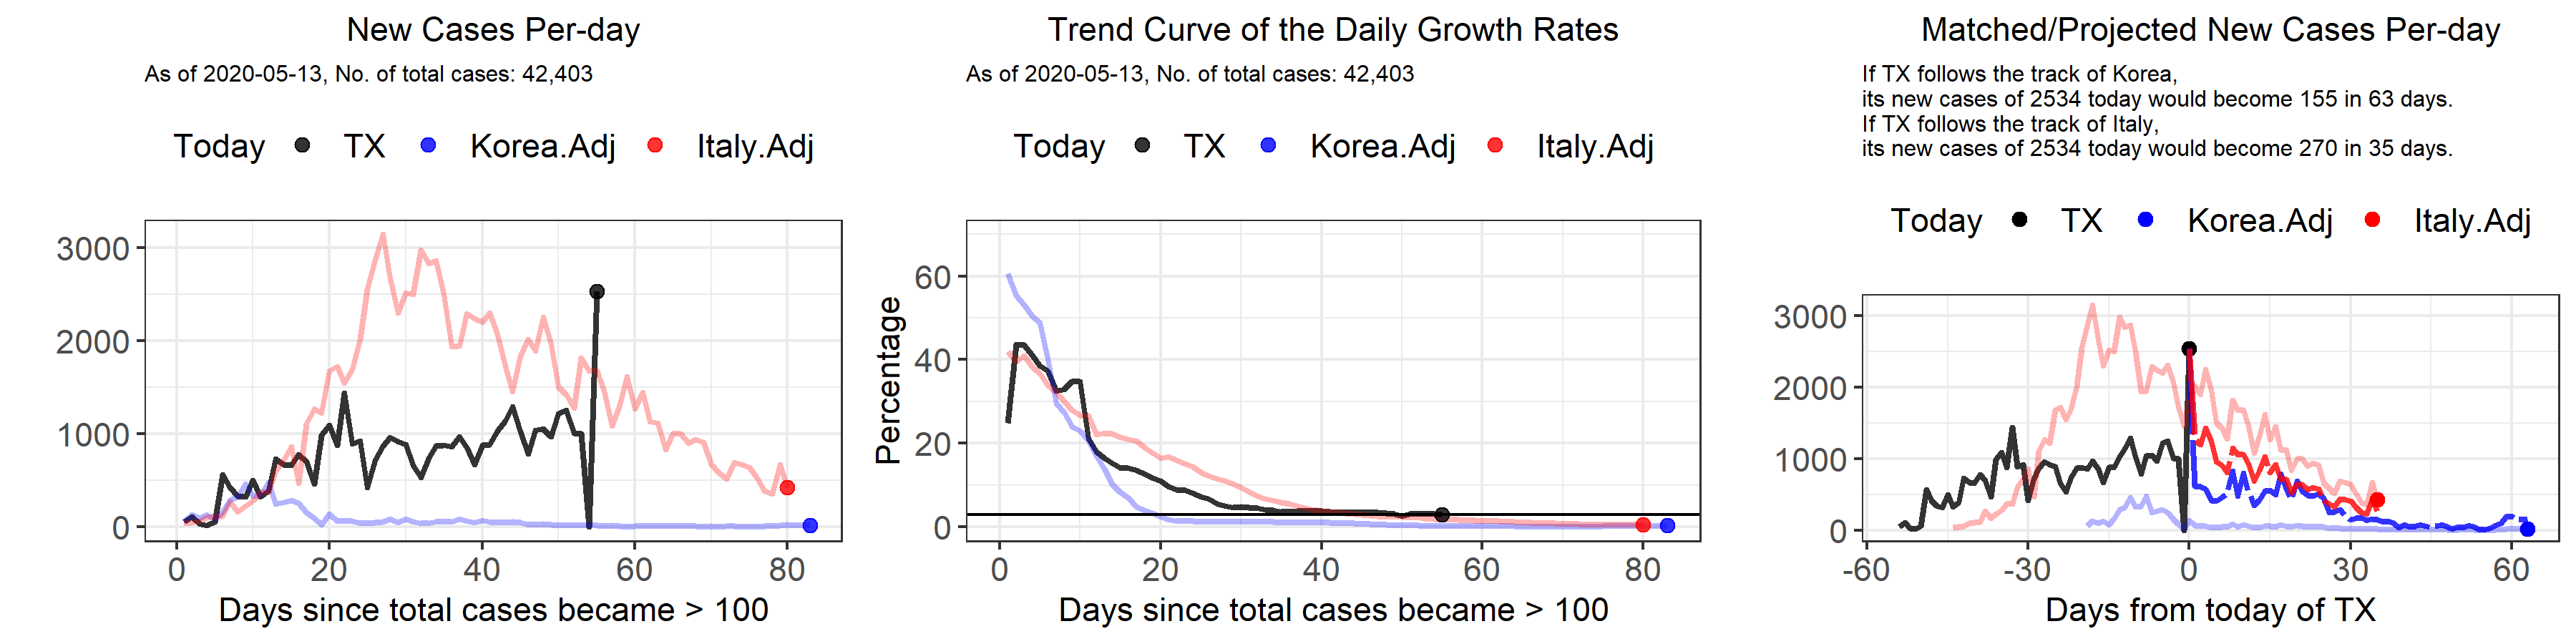 New Cases Per-day
As of 2020-05-13, No. of total cases: 42,403
Today TX Korea.Adj Italy.Adj
3000
2000
1000
0
0 20 40 60 80
Days since total cases became > 100
Trend Curve of the Daily Growth Rates
As of 2020-05-13, No. of total cases: 42,403
Today TX Korea.Adj Italy.Adj
Percentage
60
40
20
0
0 20 40 60 80
Days since total cases became > 100
Matched/Projected New Cases Per-day
If TX follows the track of Korea,
its new cases of 2534 today would become 155 in 63 days.
If TX follows the track of Italy,
its new cases of 2534 today would become 270 in 35 days.
Today TX Korea.Adj Italy.Adj
3000
2000
1000
0
-60 -30 0 30 60
Days from today of TX